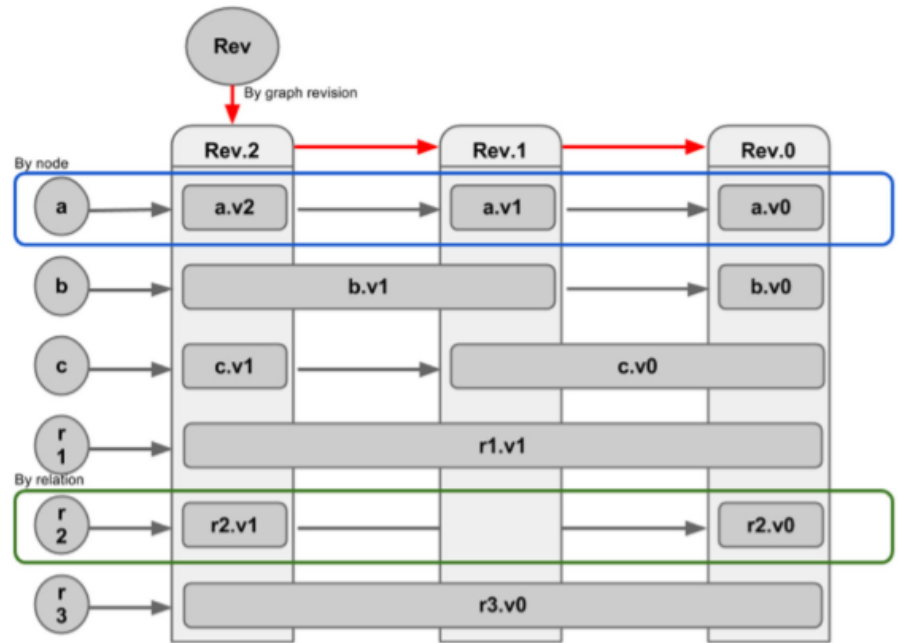 Rev
By graph revision
Rev.2
Rev.1
Rev.0
By node
a
a.v2
a.v1
a.v0
b
b.v1
b.v0
c
c.v1
c.v0
r
1
r1.v1
By relation
r
2
r2.v1
r2.v0
r
3
r3.v0